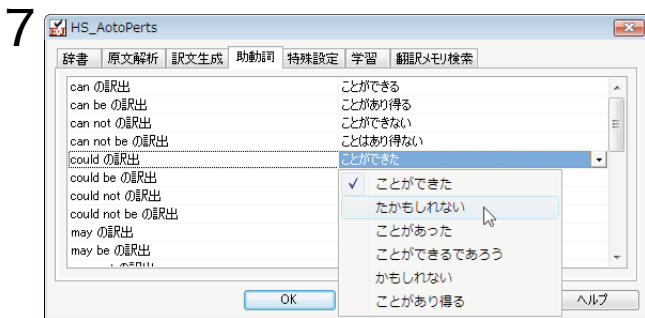 7
HS_AotoPerts
辞書 原文解析 訳文生成 助動詞 特殊設定 学習 翻訳メモリ検索
can の訳出 ことができる
can be の訳出 ことがあり得る
can not の訳出 ことができない
can not be の訳出 ことはあり得ない
could の訳出 ことができた
could be の訳出
could not の訳出
could not be の訳出
may の訳出
may be の訳出
✓ ことができた
たかもしれない
ことがあった
ことができるであろう
かもしれない
ことがあり得る
OK
ヘルプ